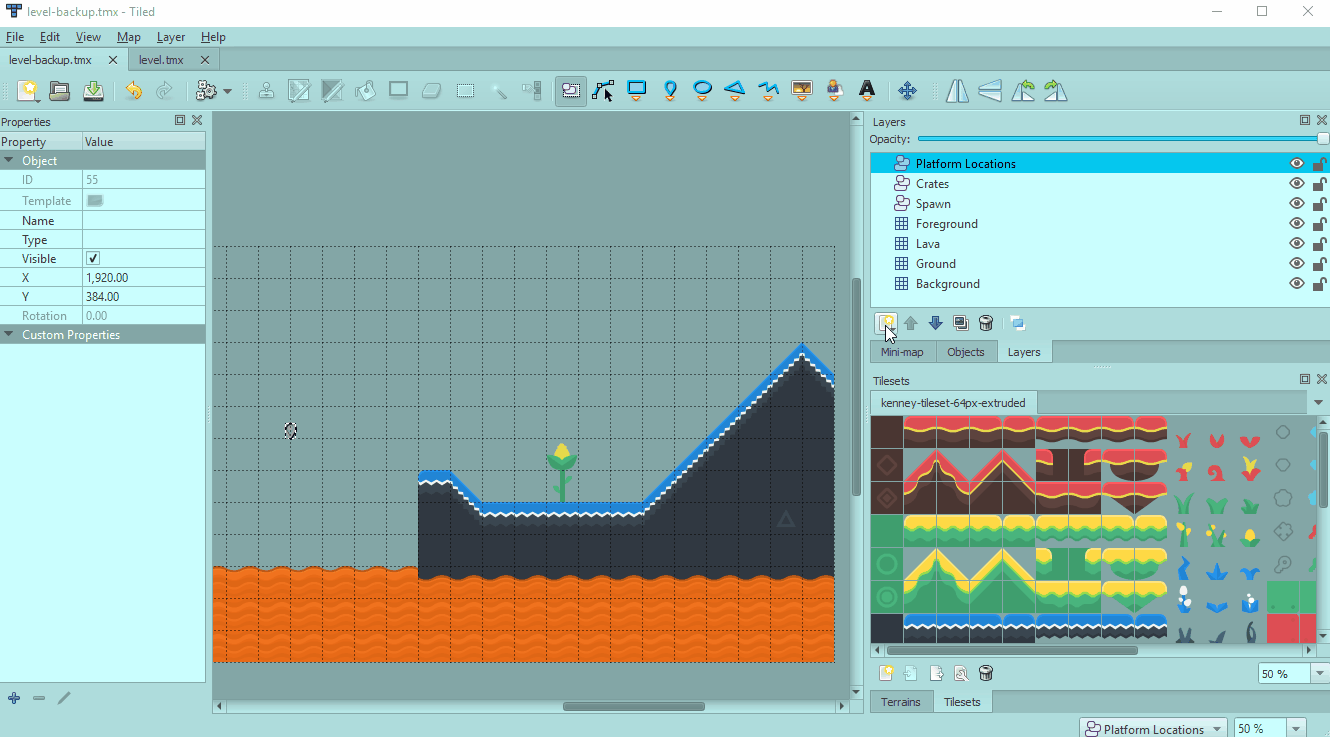 level-backup.tmx - Tiled
File Edit View Map Layer Help
level-backup.tmx level.tmx
Properties
Property Value
Object
ID 55
Template
Name
Type
Visible
X 1,920.00
Y 384.00
Rotation 0.00
Custom Properties
Layers
Opacity:
Platform Locations
Crates
Spawn
Foreground
Lava
Ground
Background
Mini-map Objects Layers
Tilesets
kenney-tileset-64px-extruded
50 %
Terrains Tilesets
Platform Locations 50 %